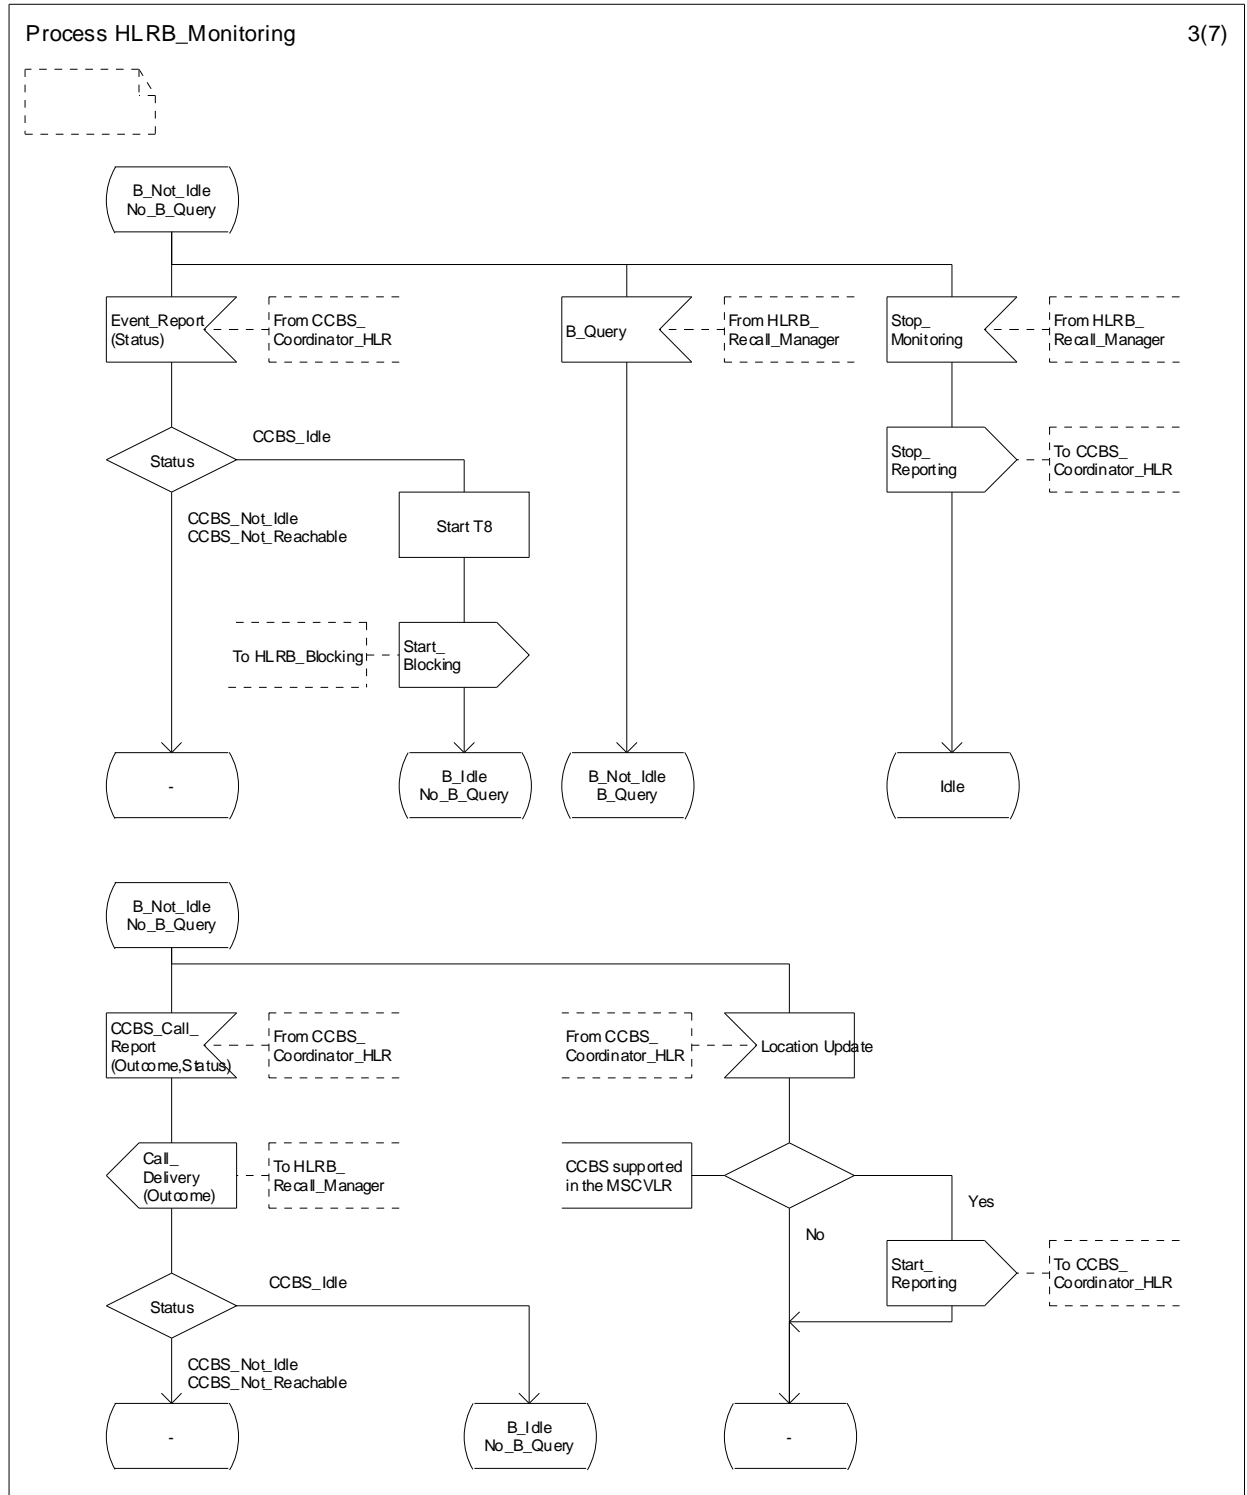 Process HLRB_Monitoring
3(7)
B_Not_Idle
No_B_Query
Event_Report
(Status)
From CCBS_
Coordinator_HLR
B_Query
From HLRB_
Recall_Manager
Stop_
Monitoring
From HLRB_
Recall_Manager
Status
CCBS_Idle
Stop_
Reporting
To CCBS_
Coordinator_HLR
CCBS_Not_Idle
CCBS_Not_Reachable
Start T8
To HLRB_Blocking
Start_
Blocking
-
B_Idle
No_B_Query
B_Not_Idle
B_Query
Idle
B_Not_Idle
No_B_Query
CCBS_Call_
Report
(Outcome,Status)
From CCBS_
Coordinator_HLR
From CCBS_
Coordinator_HLR
Location Update
Call_
Delivery
(Outcome)
To HLRB_
Recall_Manager
CCBS supported
in the MSCVLR
Yes
No
Start_
Reporting
To CCBS_
Coordinator_HLR
Status
CCBS_Idle
CCBS_Not_Idle
CCBS_Not_Reachable
-
B_Idle
No_B_Query
-